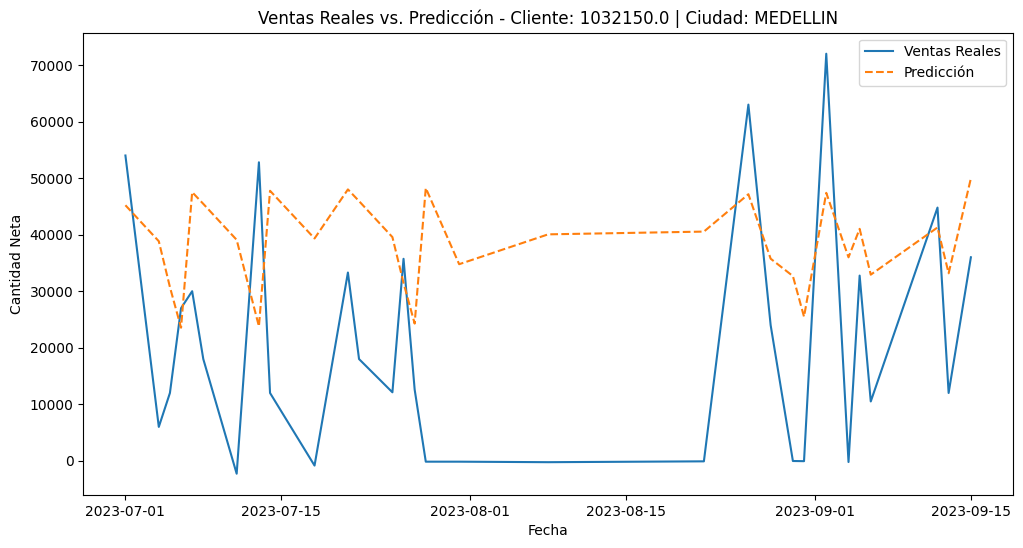 Ventas Reales vs. Predicción - Cliente: 1032150.0 | Ciudad: MEDELLIN
Ventas Reales
Predicción
70000
60000
50000
40000
30000
20000
10000
0
Cantidad Neta
2023-07-01
2023-07-15
2023-08-01
2023-08-15
2023-09-01
2023-09-15
Fecha